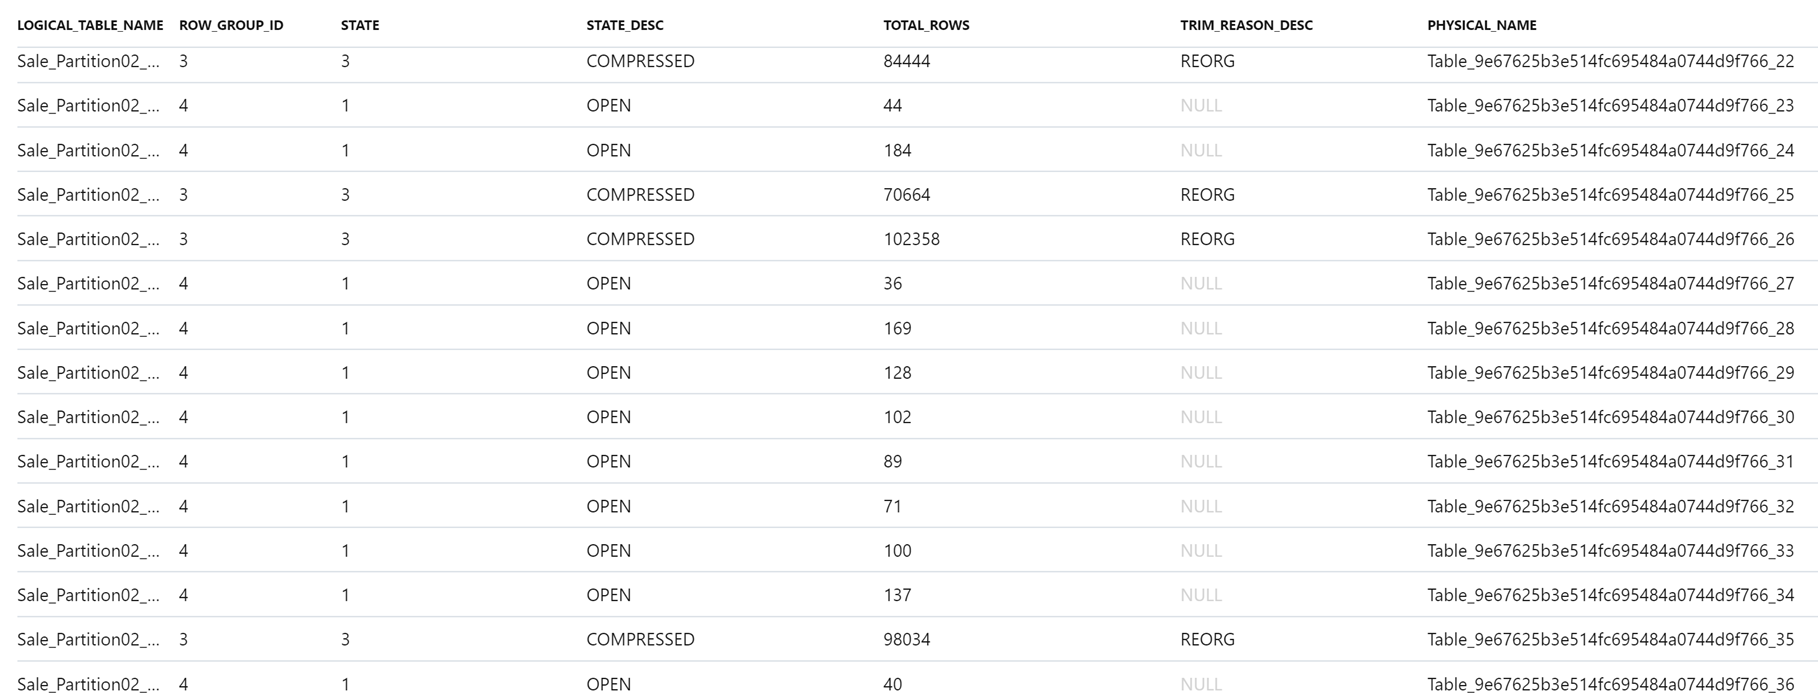 LOGICAL_TABLE_NAME ROW_GROUP_ID STATE STATE_DESC TOTAL_ROWS TRIM_REASON_DESC PHYSICAL_NAME
Sale_Partition02_... 3 3 COMPRESSED 84444 REORG Table_9e67625b3e514fc695484a0744d9f766_22
Sale_Partition02_... 4 1 OPEN 44 NULL Table_9e67625b3e514fc695484a0744d9f766_23
Sale_Partition02_... 4 1 OPEN 184 NULL Table_9e67625b3e514fc695484a0744d9f766_24
Sale_Partition02_... 3 3 COMPRESSED 70664 REORG Table_9e67625b3e514fc695484a0744d9f766_25
Sale_Partition02_... 3 3 COMPRESSED 102358 REORG Table_9e67625b3e514fc695484a0744d9f766_26
Sale_Partition02_... 4 1 OPEN 36 NULL Table_9e67625b3e514fc695484a0744d9f766_27
Sale_Partition02_... 4 1 OPEN 169 NULL Table_9e67625b3e514fc695484a0744d9f766_28
Sale_Partition02_... 4 1 OPEN 128 NULL Table_9e67625b3e514fc695484a0744d9f766_29
Sale_Partition02_... 4 1 OPEN 102 NULL Table_9e67625b3e514fc695484a0744d9f766_30
Sale_Partition02_... 4 1 OPEN 89 NULL Table_9e67625b3e514fc695484a0744d9f766_31
Sale_Partition02_... 4 1 OPEN 71 NULL Table_9e67625b3e514fc695484a0744d9f766_32
Sale_Partition02_... 4 1 OPEN 100 NULL Table_9e67625b3e514fc695484a0744d9f766_33
Sale_Partition02_... 4 1 OPEN 137 NULL Table_9e67625b3e514fc695484a0744d9f766_34
Sale_Partition02_... 3 3 COMPRESSED 98034 REORG Table_9e67625b3e514fc695484a0744d9f766_35
Sale_Partition02_... 4 1 OPEN 40 NULL Table_9e67625b3e514fc695484a0744d9f766_36